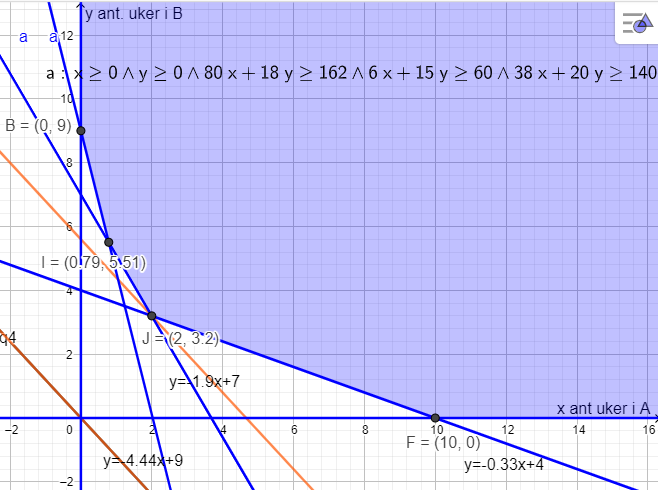 y ant. uker i B
a a 12
a : x ≥ 0 ∧ y ≥ 0 ∧ 80 x + 18 y ≥ 162 ∧ 6 x + 15 y ≥ 60 ∧ 38 x + 20 y ≥ 140
10
B = (0, 9)
8
6
I = (0.79, 5.51)
4
q4
J = (2, 3.2)
2
y=-1.9x+7
x ant uker i A
−2 0 2 4 6 8 10 12 14 16
F = (10, 0)
y=-4.44x+9
y=-0.33x+4
−2